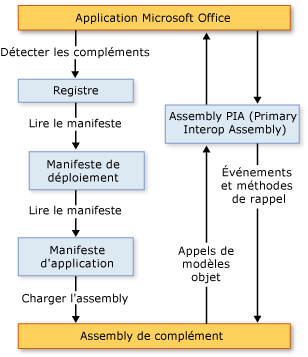 Application Microsoft Office
Détecter les compléments
Registre
Lire le manifeste
Manifeste de
déploiement
Lire le manifeste
Manifeste
d'application
Charger l'assembly
Assembly PIA (Primary
Interop Assembly)
Événements
et méthodes
de rappel
Appels de
modèles
objet
Assembly de complément